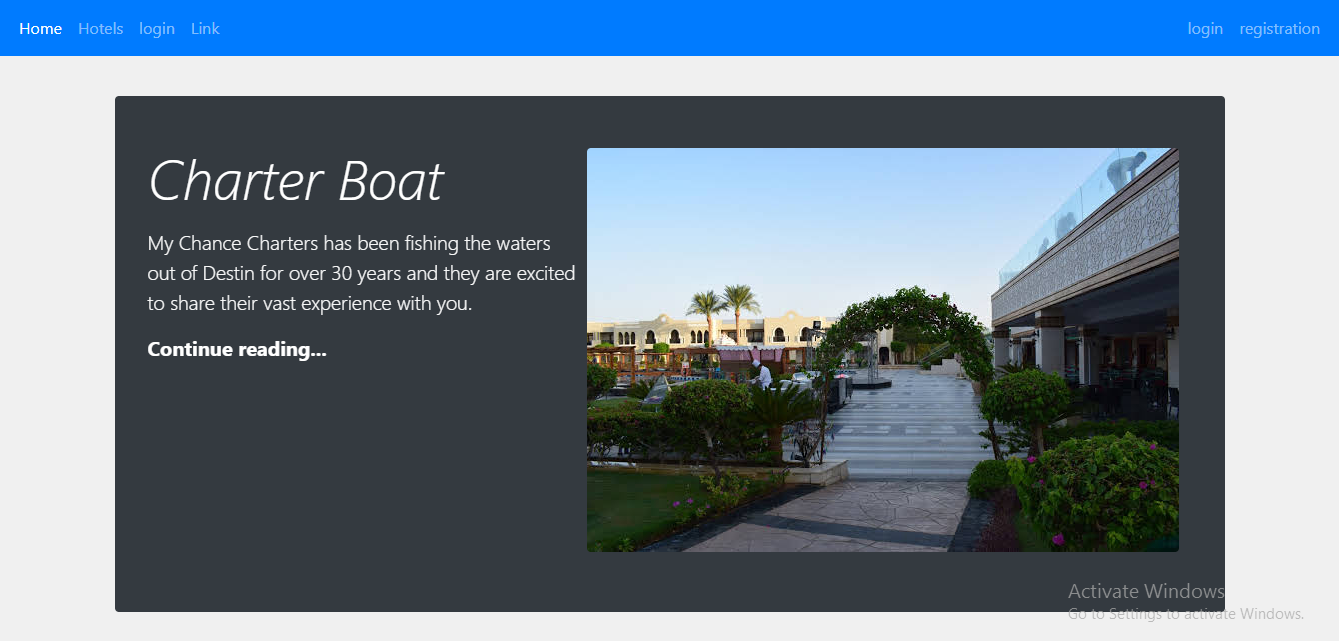 Home Hotels login Link login registration
Charter Boat
My Chance Charters has been fishing the waters
out of Destin for over 30 years and they are excited
to share their vast experience with you.
Continue reading...
Activate Windows
Go to Settings to activate Windows.